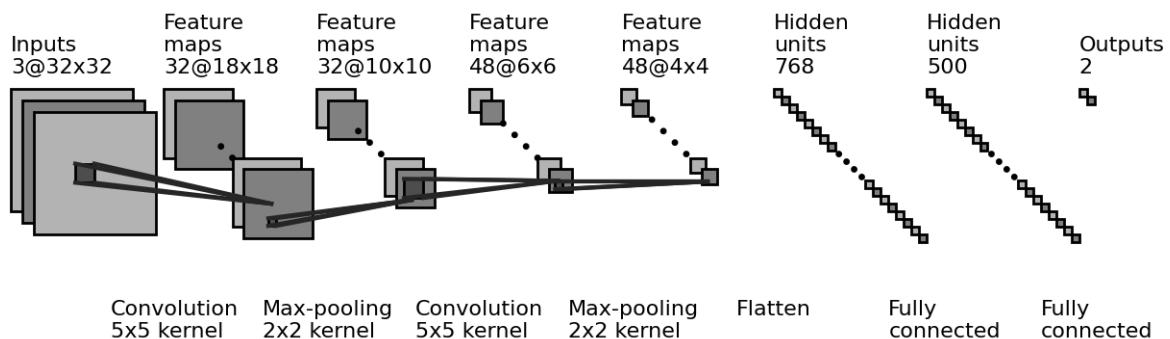 Inputs
3@32x32
Feature
maps
32@18x18
Feature
maps
32@10x10
Feature
maps
48@6x6
Feature
maps
48@4x4
Hidden
units
768
Hidden
units
500
Outputs
2
Convolution
5x5 kernel
Max-pooling
2x2 kernel
Convolution
5x5 kernel
Max-pooling
2x2 kernel
Flatten
Fully
connected
Fully
connected